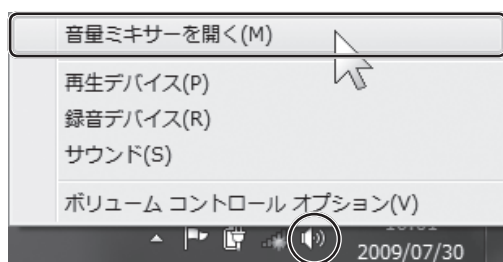 音量ミキサーを開く(M)
再生デバイス(P)
録音デバイス(R)
サウンド(S)
ボリューム コントロール オプション(V)
2009/07/30